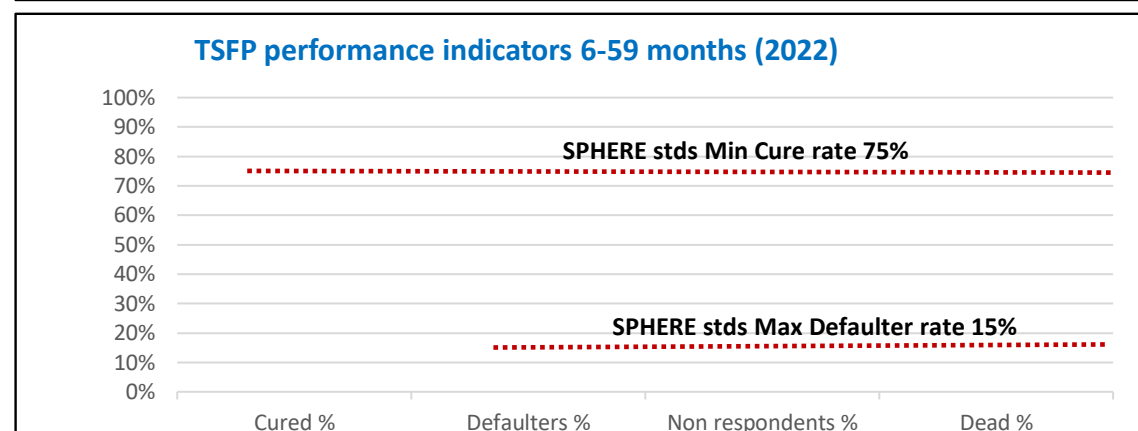 TSFP performance indicators 6-59 months (2022)
100%
90%
80%
70%
60%
50%
40%
30%
20%
10%
0%
SPHERE stds Min Cure rate 75%
SPHERE stds Max Defaulter rate 15%
Cured %
Defaulters %
Non respondents %
Dead %